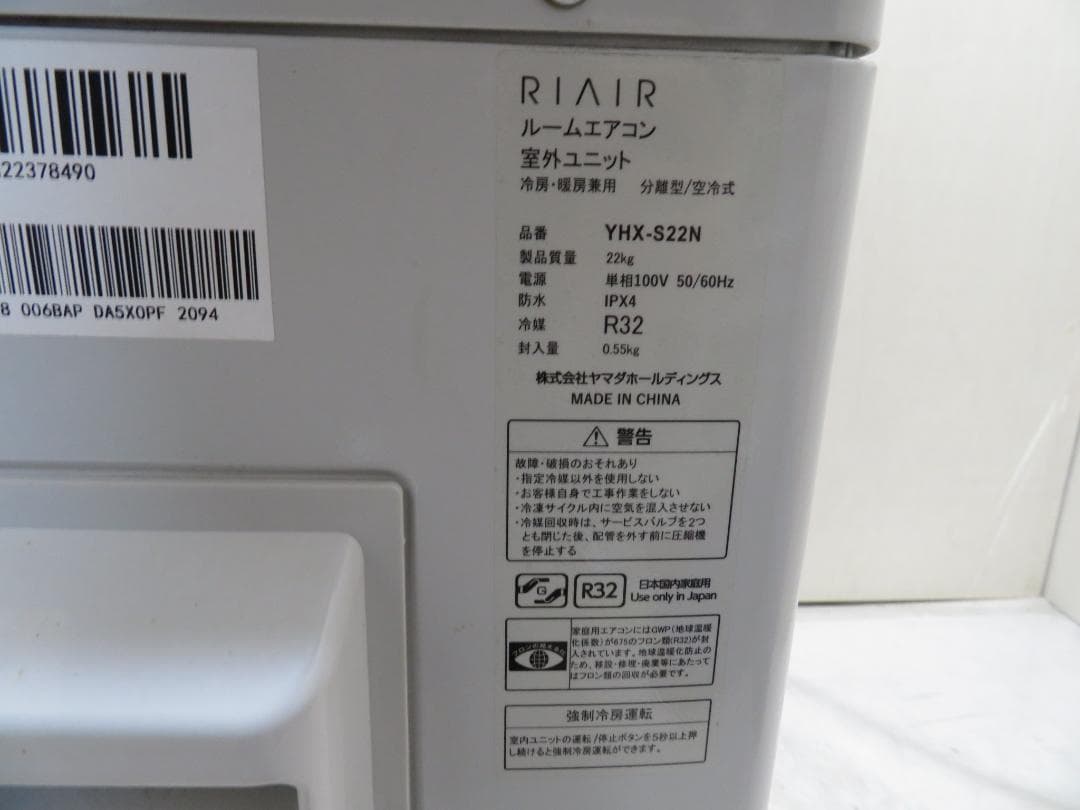 22378490
8 006BAP DA5X0PF 2094
RIAIR
ルームエアコン
室外ユニット
冷房・暖房兼用 分離型/空冷式
品番 YHX-S22N
製品質量 22kg
電源 単相100V 50/60Hz
防水 IPX4
冷媒 R32
封入量 0.55kg
株式会社ヤマダホールディングス
MADE IN CHINA
警告
故障・破損のおそれあり
・指定冷媒以外を使用しない
・お客様自身で工事作業をしない
・冷凍サイクル内に空気を混入させない
・冷媒回収時は、サービスバルブを2つ
とも閉じた後、配管を外す前に圧縮機
を停止する
G
R32
日本国内家庭用
Use only in Japan
フロンの見える化
家庭用エアコンにはGWP(地球温暖
化係数)が675のフロン類(R32)が封
入されています。地球温暖化防止の
ため、移設・修理・廃棄等にあたって
はフロン類の回収が必要です。
強制冷房運転
室内ユニットの運転/停止ボタンを5秒以上押
し続けると強制冷房運転ができます。